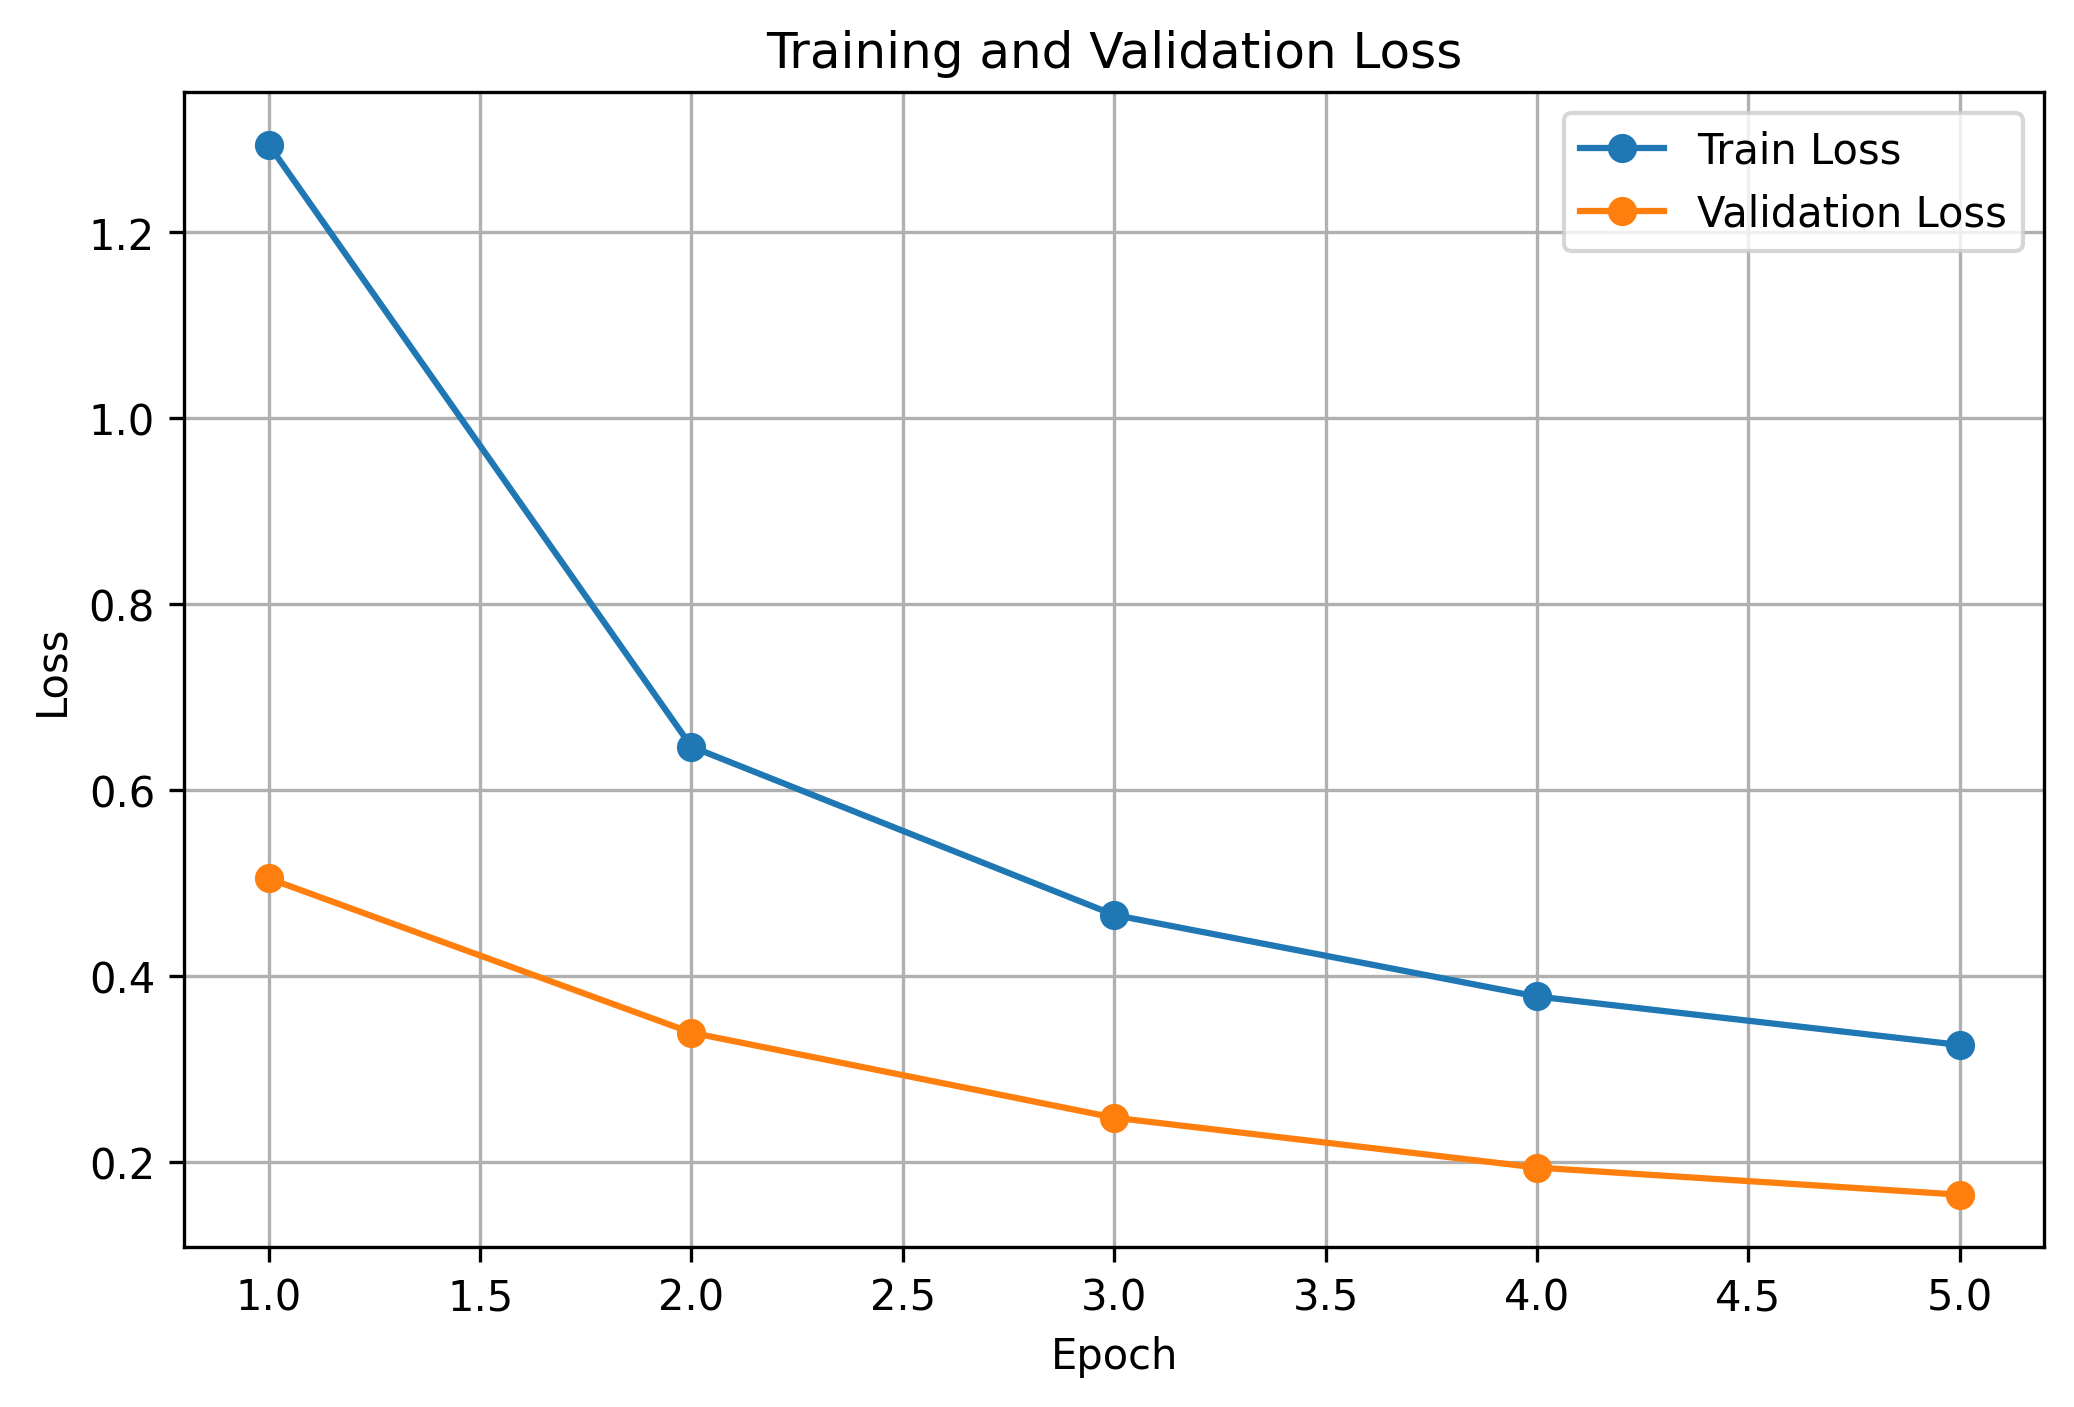 Training and Validation Loss
Train Loss
Validation Loss
1.2
1.0
0.8
0.6
0.4
0.2
Loss
1.0 1.5 2.0 2.5 3.0 3.5 4.0 4.5 5.0
Epoch